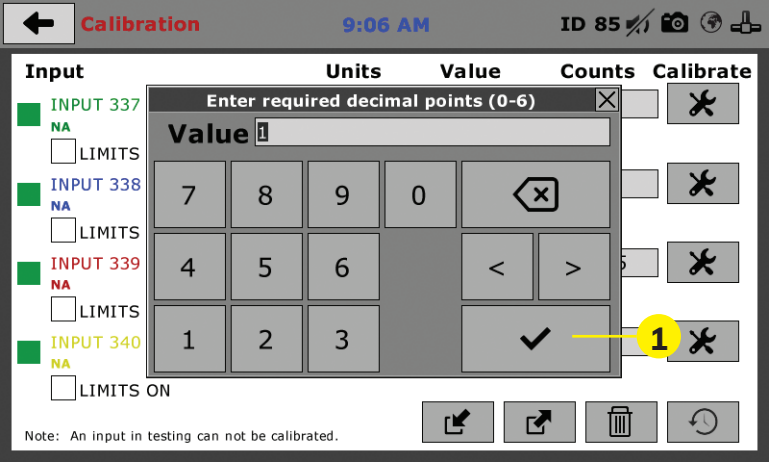 Calibration 9:06 AM ID 85
Input Units Value Counts Calibrate
INPUT 337
NA
LIMITS
Enter required decimal points (0-6)
Value 1
7 8 9 0
4 5 6 < >
1 2 3
INPUT 338
NA
LIMITS
INPUT 339
NA
LIMITS
INPUT 340
NA
LIMITS ON
1
Note: An input in testing can not be calibrated.